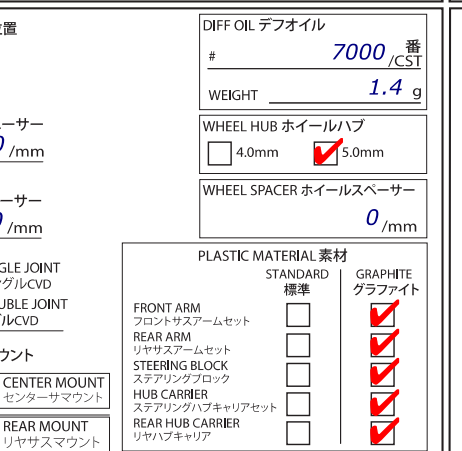 置
DIFF OIL デフオイル
# 7000 番/CST
WEIGHT 1.4 g
ーサー
/mm
WHEEL HUB ホイールハブ
4.0mm 5.0mm
ーサー
/mm
WHEEL SPACER ホイールスペーサー
0 /mm
GLE JOINT
グルCVD
UBLE JOINT
ルCVD
ウント
CENTER MOUNT
センターサマウント
REAR MOUNT
リヤサスマウント
PLASTIC MATERIAL 素材
STANDARD GRAPHITE
標準 グラファイト
FRONT ARM
フロントサスアームセット
REAR ARM
リヤサスアームセット
STEERING BLOCK
ステアリングブロック
HUB CARRIER
ステアリングハブキャリアセット
REAR HUB CARRIER
リヤハブキャリア